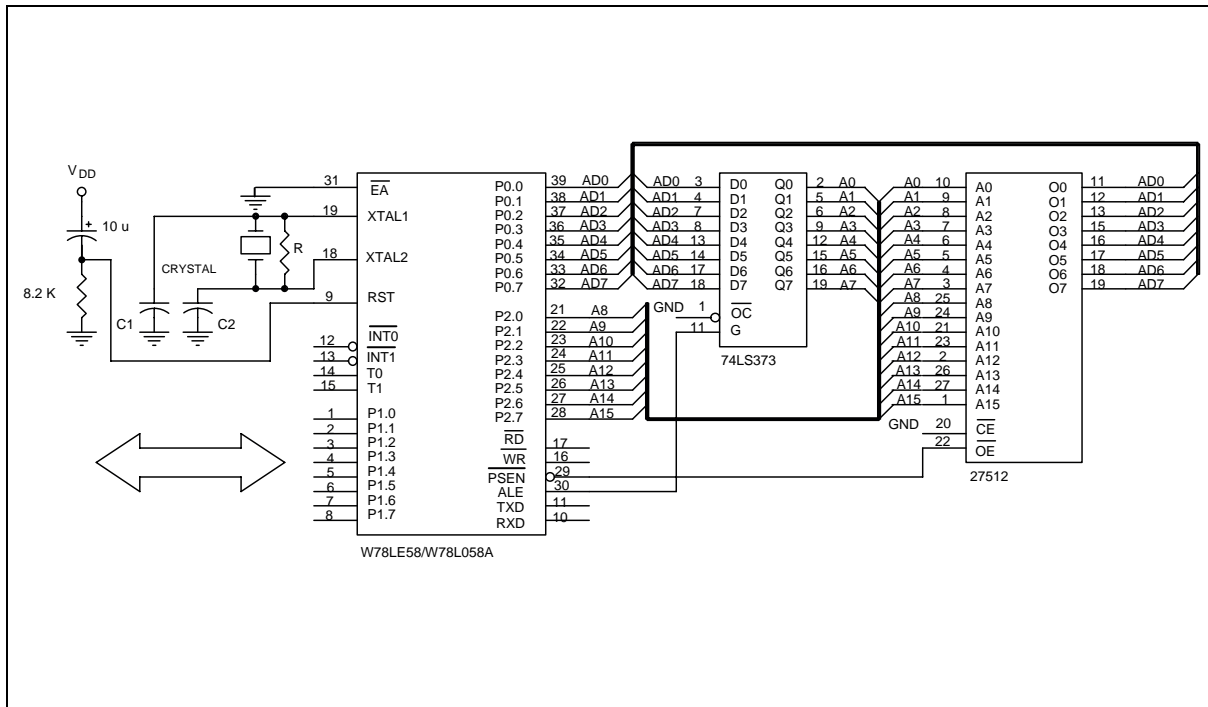 V DD
10 u
8.2 K
C1
C2
CRYSTAL
R
31 EA
19 XTAL1
18 XTAL2
9 RST
12 INT0
13 INT1
14 T0
15 T1
1 P1.0
2 P1.1
3 P1.2
4 P1.3
5 P1.4
6 P1.5
7 P1.6
8 P1.7
P0.0 39 AD0
P0.1 38 AD1
P0.2 37 AD2
P0.3 36 AD3
P0.4 35 AD4
P0.5 34 AD5
P0.6 33 AD6
P0.7 32 AD7
P2.0 21 A8
P2.1 22 A9
P2.2 23 A10
P2.3 24 A11
P2.4 25 A12
P2.5 26 A13
P2.6 27 A14
P2.7 28 A15
RD 17
WR 16
PSEN 29
ALE 30
TXD 11
RXD 10
W78LE58/W78L058A
AD0 3 D0 Q0 2 A0
AD1 4 D1 Q1 5 A1
AD2 7 D2 Q2 6 A2
AD3 8 D3 Q3 9 A3
AD4 13 D4 Q4 12 A4
AD5 14 D5 Q5 15 A5
AD6 17 D6 Q6 16 A6
AD7 18 D7 Q7 19 A7
GND 1 OC
11 G
74LS373
A0 10 A0 O0 11 AD0
A1 9 A1 O1 12 AD1
A2 8 A2 O2 13 AD2
A3 7 A3 O3 15 AD3
A4 6 A4 O4 16 AD4
A5 5 A5 O5 17 AD5
A6 4 A6 O6 18 AD6
A7 3 A7 O7 19 AD7
A8 25 A8
A9 24 A9
A10 21 A10
A11 23 A11
A12 2 A12
A13 26 A13
A14 27 A14
A15 1 A15
GND 20 CE
22 OE
27512